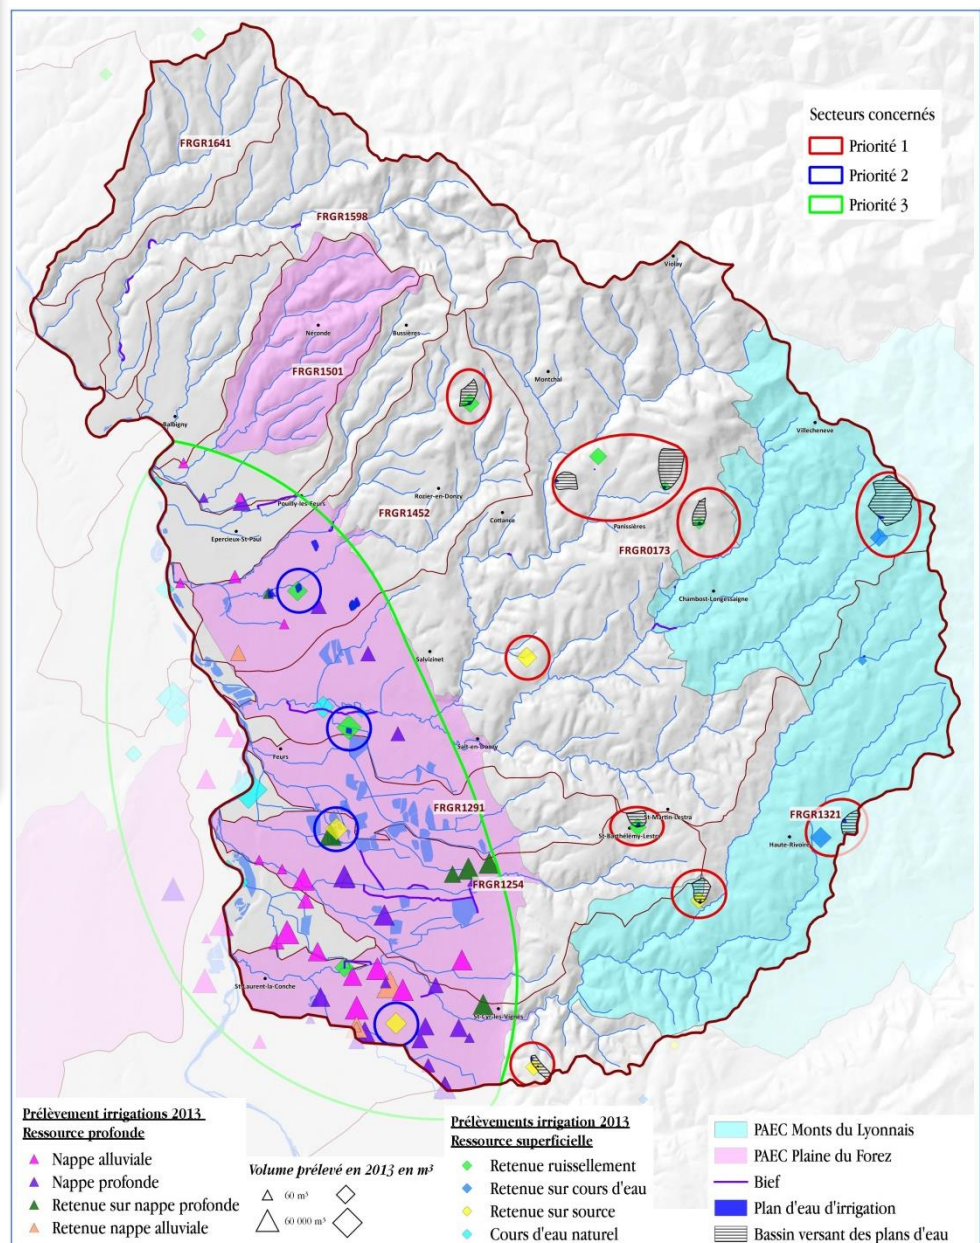 Secteurs concernés
Priorité 1
Priorité 2
Priorité 3
FRGR1641
FRGR1598
Violay
Néronde
Bussières
FRGR1501
Montchal
Balbigny
Villecheneve
Rozier-en-Donzy
Pouilly-les-Feurs
FRGR1452
Cottance
Panissières
Epercieux-St-Paul
FRGR0173
Chambost-Longessaigne
Salvizinet
Salt-en-Donzy
Feurs
FRGR1291
St-Martin-Lestra
FRGR1321
St-Barthélémy-Lestra
Haute-Rivoire
FRGR1254
St-Laurent-la-Conche
St-Cyr-les-Vignes
Prélèvement irrigations 2013
Ressource profonde
Nappe alluviale
Nappe profonde
Retenue sur nappe profonde
Retenue nappe alluviale
Volume prélevé en 2013 en m³
60 m³
60 000 m³
Prélèvements irrigation 2013
Ressource superficielle
Retenue ruissellement
Retenue sur cours d'eau
Retenue sur source
Cours d'eau naturel
PAEC Monts du Lyonnais
PAEC Plaine du Forez
Bief
Plan d'eau d'irrigation
Bassin versant des plans d'eau